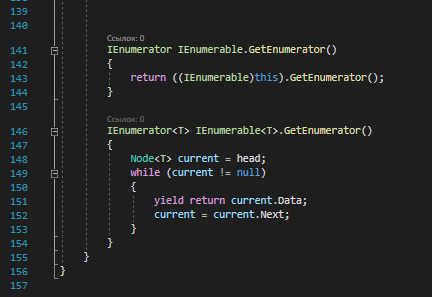 139
140
Ссылок: 0
141 IEnumerator IEnumerable.GetEnumerator()
142 {
143 return ((IEnumerable)this).GetEnumerator();
144 }
145
Ссылок: 0
146 IEnumerator<T> IEnumerable<T>.GetEnumerator()
147 {
148 Node<T> current = head;
149 while (current != null)
150 {
151 yield return current.Data;
152 current = current.Next;
153 }
154 }
155 }
156 }
157